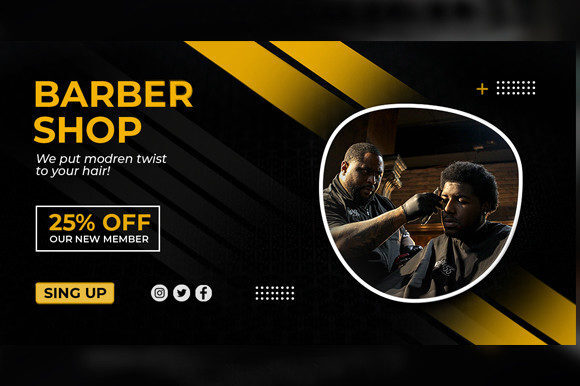 BARBER
SHOP
We put modren twist
to your hair!
25% OFF
OUR NEW MEMBER
SING UP